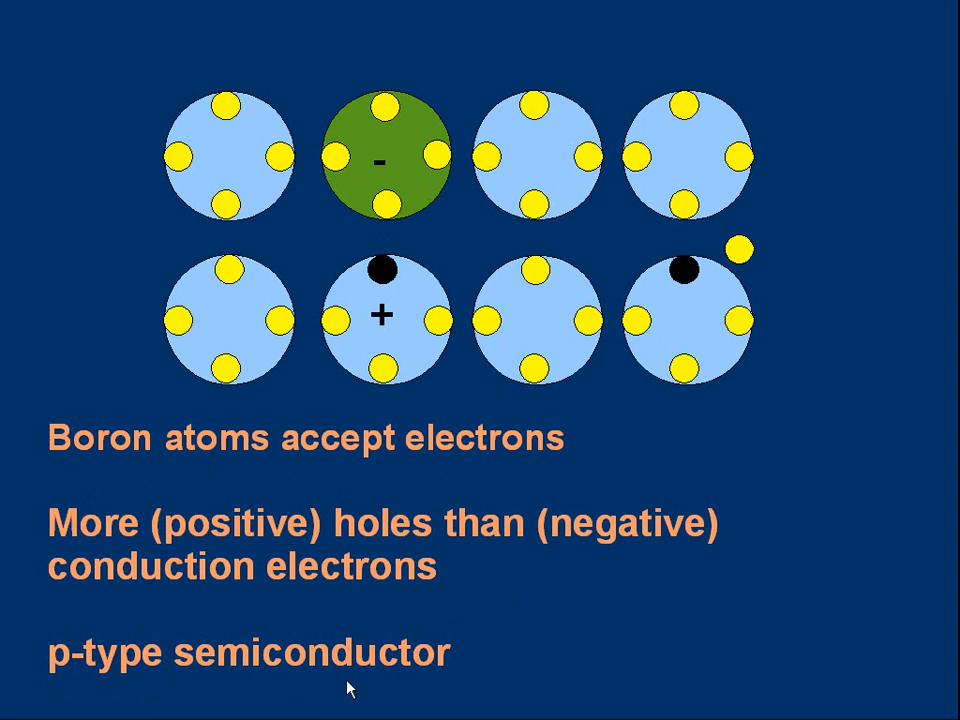 -
+
Boron atoms accept electrons
More (positive) holes than (negative)
conduction electrons
p-type semiconductor